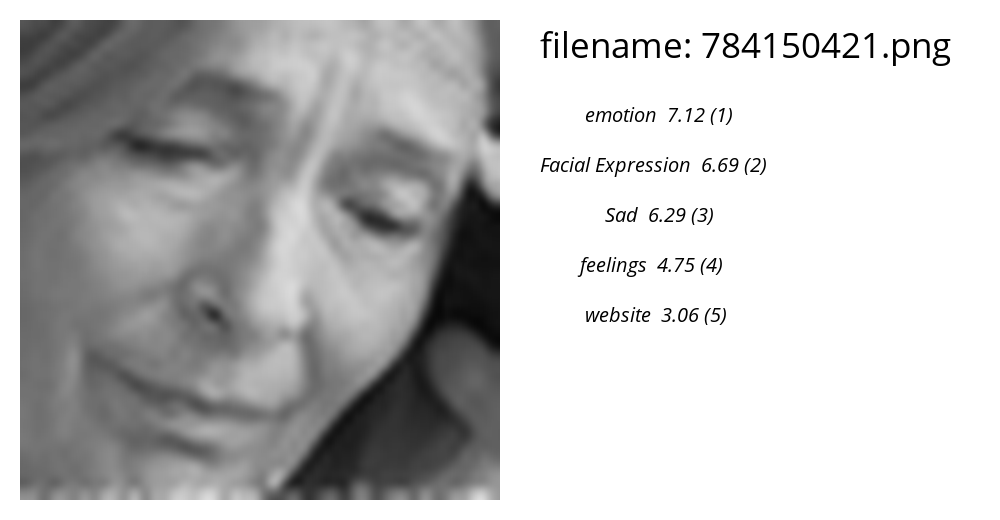 filename: 784150421.png
emotion 7.12 (1)
Facial Expression 6.69 (2)
Sad 6.29 (3)
feelings 4.75 (4)
website 3.06 (5)